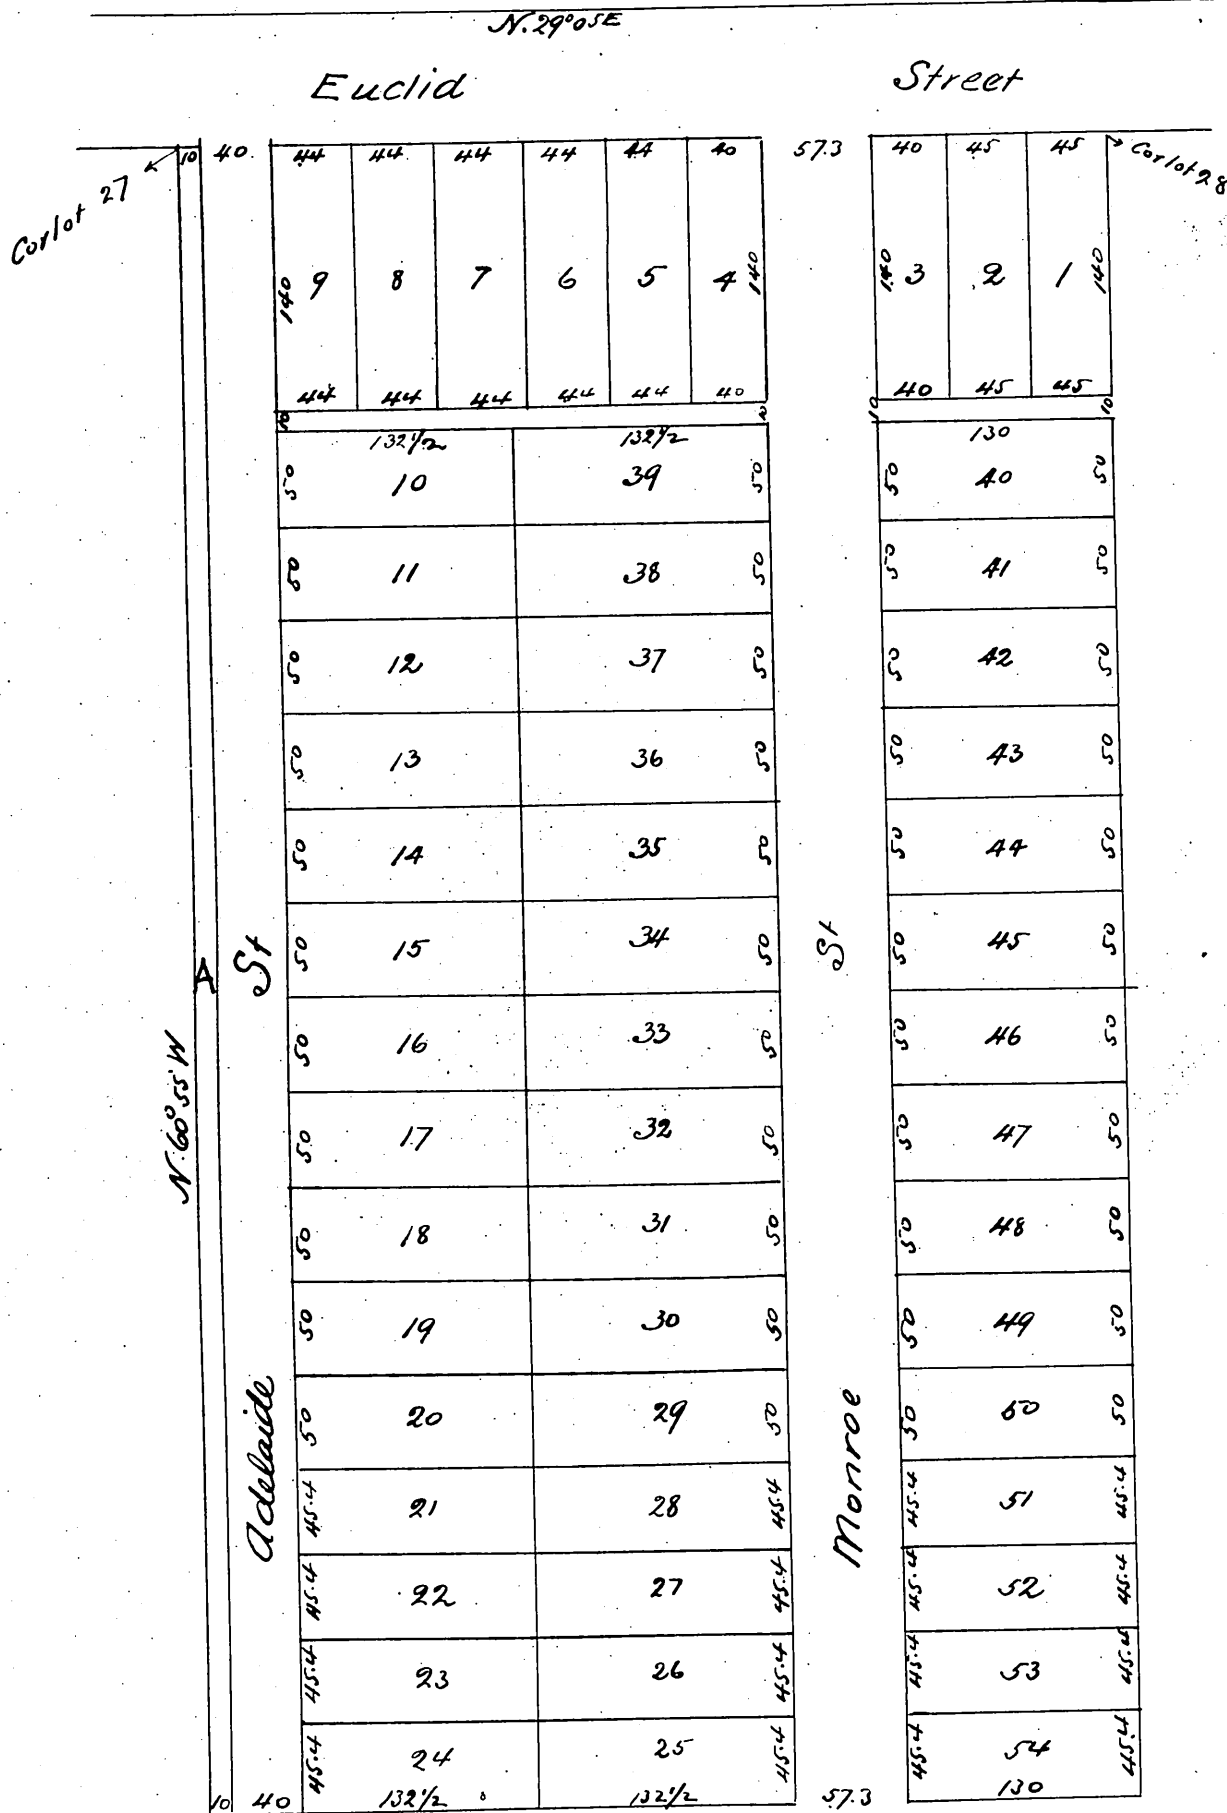 N. 29° 05 E
Euclid Street
Cor lot 27
10 40 44 44 44 44 44 40 57.3 40 45 45
Cor lot 28
140 9 8 7 6 5 4 140 140 3 2 1 140
44 44 44 44 44 40 40 45 45
10 10 10
132 1/2 132 1/2 130
50 10 39 50 50 40 50
50 11 38 50 50 41 50
50 12 37 50 50 42 50
50 13 36 50 50 43 50
50 14 35 50 50 44 50
50 15 34 50 50 45 50
A
50 16 33 50 50 46 50
50 17 32 50 50 47 50
50 18 31 50 50 48 50
50 19 30 50 50 49 50
50 20 29 50 50 50 50
45.4 21 28 45.4 45.4 51 45.4
45.4 22 27 45.4 45.4 52 45.4
45.4 23 26 45.4 45.4 53 45.4
45.4 24 25 45.4 45.4 54 45.4
10 40 132 1/2 132 1/2 57.3 130
N. 60° 55' W
Adelaide St
Monroe St